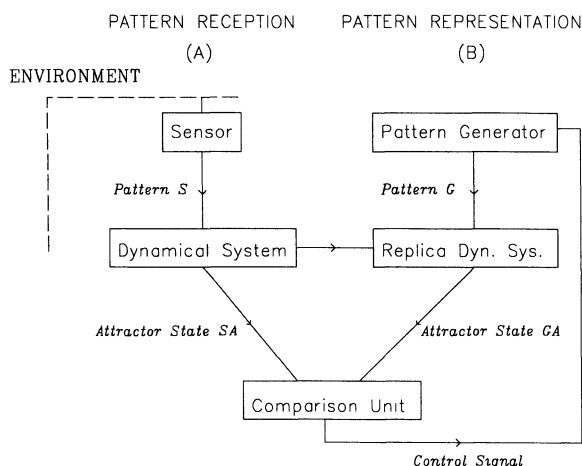 PATTERN RECEPTION
PATTERN REPRESENTATION
(A)
(B)
ENVIRONMENT
Sensor
Pattern Generator
Pattern S
Pattern G
Dynamical System
Replica Dyn. Sys.
Attractor State SA
Attractor State GA
Comparison Unit
Control Signal